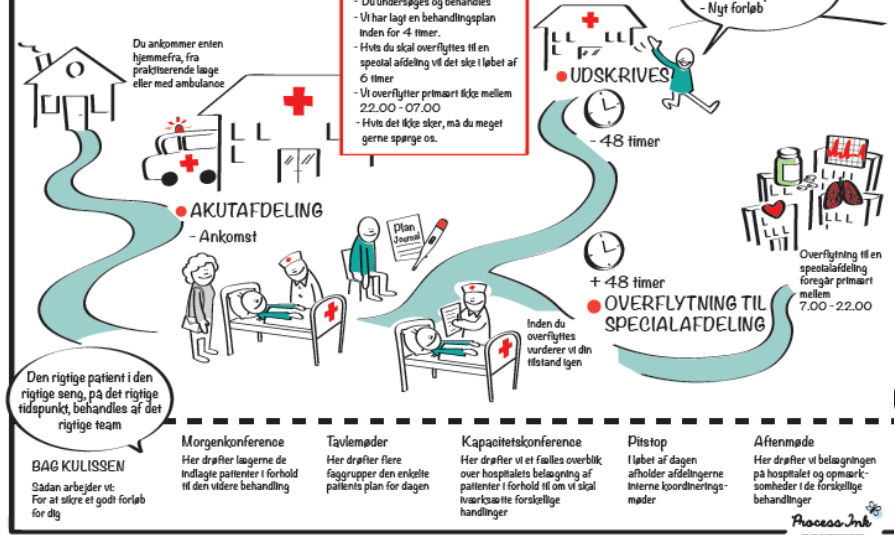 - Du undersøges og behandles
- Vi har lagt en behandlingsplan
inden for 4 timer.
- Hvis du skal overflyttes til en
special afdeling vil det ske i løbet af
6 timer
- Vi overflytter primært ikke mellem
22.00 - 07.00
- Hvis det ikke sker, må du meget
gerne spørge os.
- Nyt forløb
Du ankommer enten
hjemmefra, fra
praktiserende læge
eller med ambulance
UDSKRIVES
- 48 timer
AKUTAFDELING
- Ankomst
Plan
Journal
+ 48 timer
OVERFLYTNING TIL
SPECIALAFDELING
Inden du
overflyttes
vurderer vi din
tilstand igen
Overflytning til en
specialafdeling
foregår primært
mellem
7.00 - 22.00
Den rigtige patient i den
rigtige seng, på det rigtige
tidspunkt, behandles af det
rigtige team
BAG KULISSEN
Sådan arbejder vi:
For at sikre et godt forløb
for dig
Morgenkonference
Her drøfter lægerne de
indlagte patienter i forhold
til den videre behandling
Tavlemøder
Her drøfter flere
faggrupper den enkelte
patients plan for dagen
Kapacitetskonference
Her drøfter vi et fælles overblik
over hospitalets belægning af
patienter i forhold til om vi skal
iværksætte forskellige
handlinger
Pitstop
I løbet af dagen
afholder afdelingerne
interne koordinerings-
møder
Aftenmøde
Her drøfter vi belægningen
på hospitalet og opmærk-
somheder i de forskellige
behandlinger
Process Ink